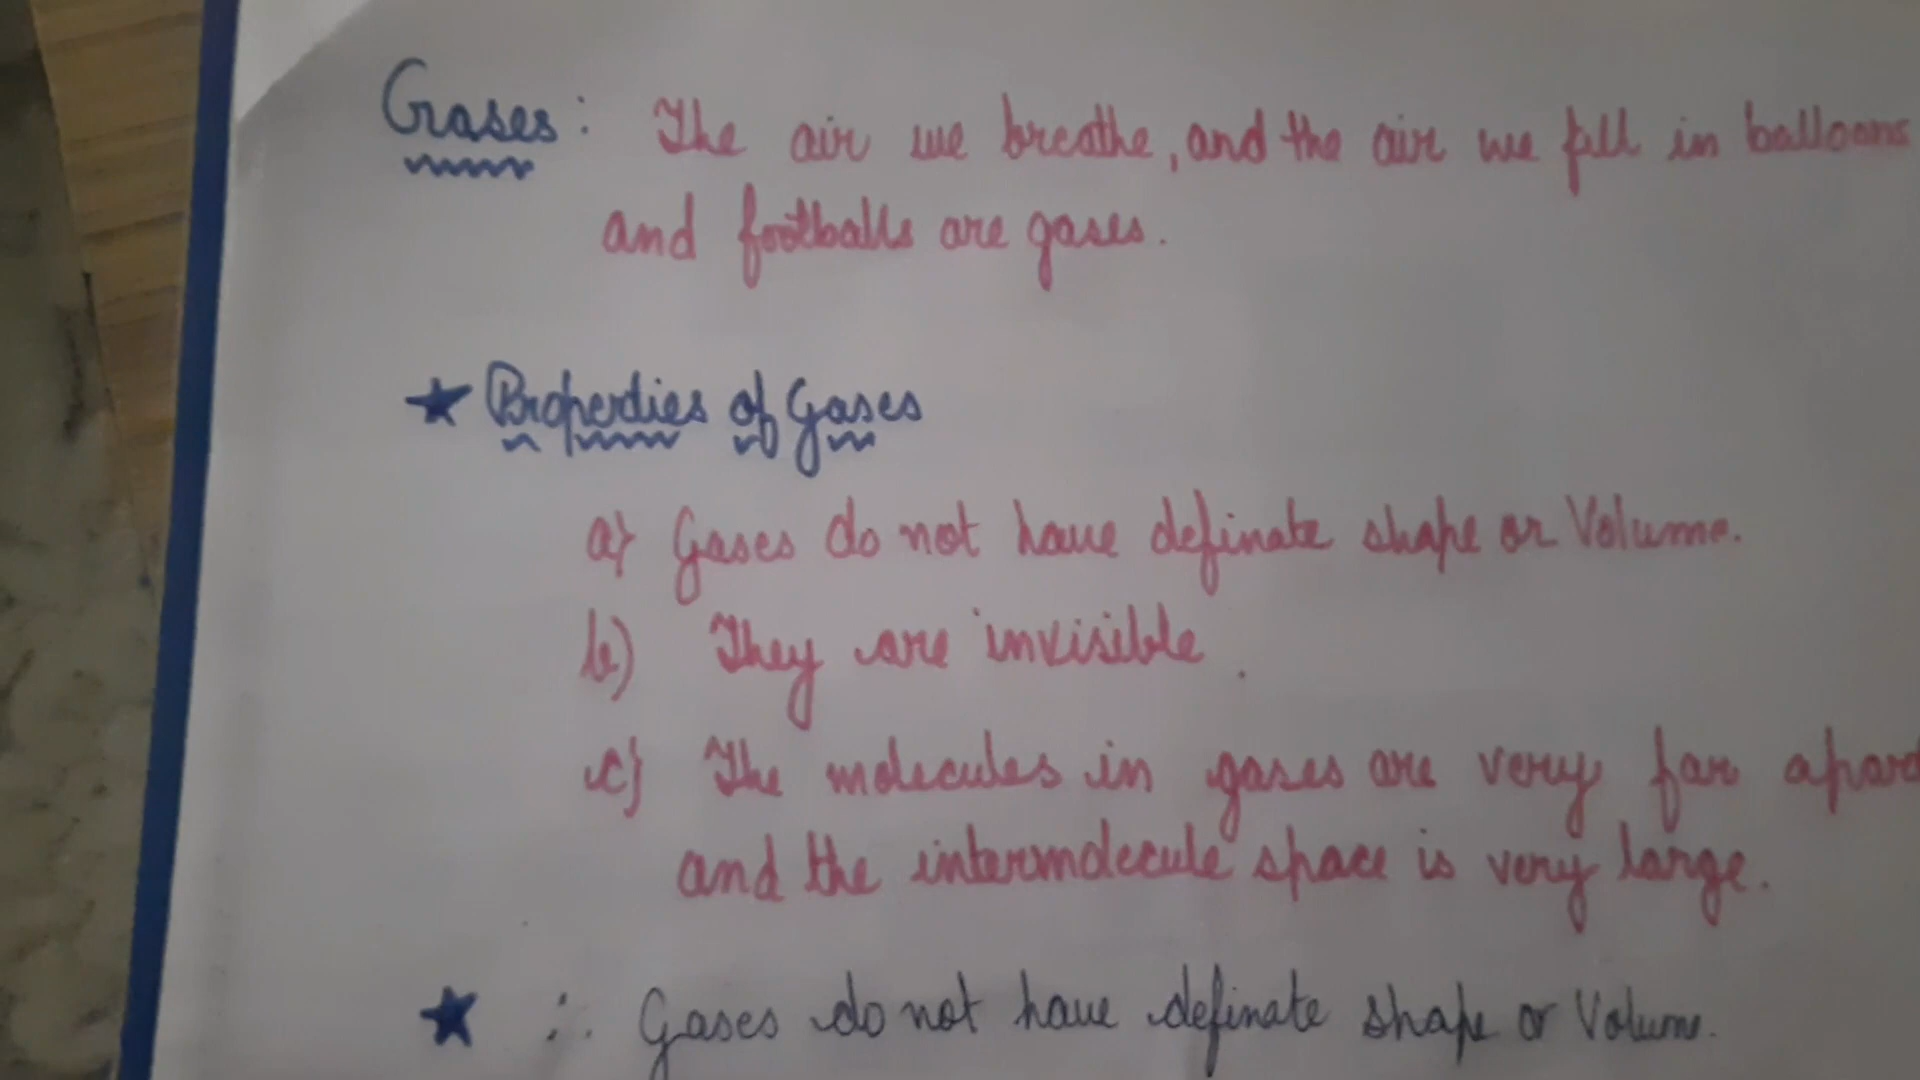 Gases: The air we breathe, and the air we fill in balloons
and footballs are gases.
★ Properties of Gases
a) Gases do not have definate shape or Volume.
b) They are invisible.
c) The molecules in gases are very far apart
and the intermolecule space is very large.
★ ∴ Gases do not have definate shape or Volume.